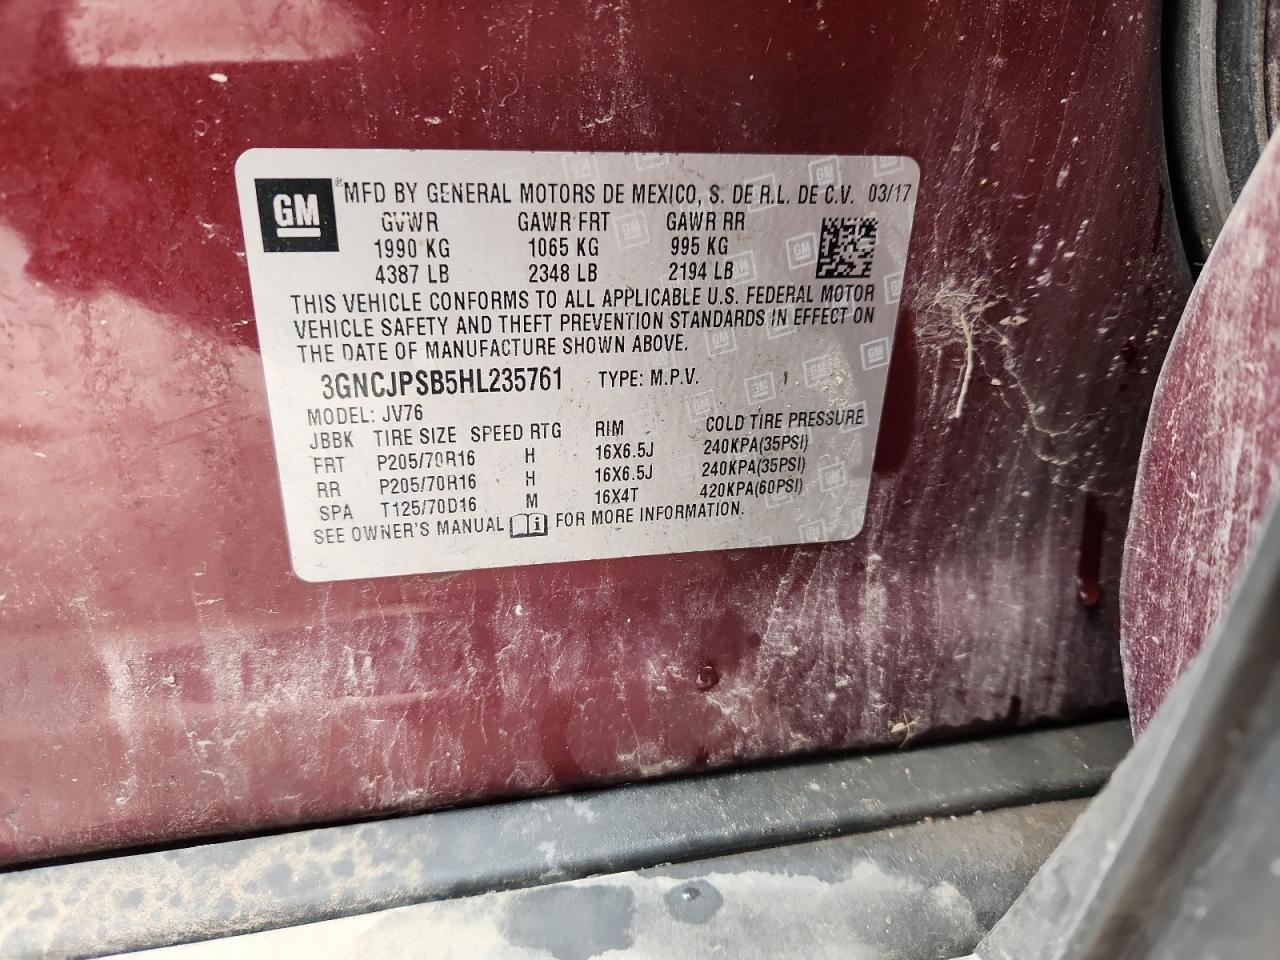 GM ® MFD BY GENERAL MOTORS DE MEXICO, S. DE R.L. DE C.V. 03/17
GVWR GAWR FRT GAWR RR
1990 KG 1065 KG 995 KG
4387 LB 2348 LB 2194 LB
THIS VEHICLE CONFORMS TO ALL APPLICABLE U.S. FEDERAL MOTOR
VEHICLE SAFETY AND THEFT PREVENTION STANDARDS IN EFFECT ON
THE DATE OF MANUFACTURE SHOWN ABOVE.
3GNCJPSB5HL235761 TYPE: M.P.V.
MODEL: JV76
JBBK TIRE SIZE SPEED RTG RIM COLD TIRE PRESSURE
FRT P205/70R16 H 16X6.5J 240KPA(35PSI)
RR P205/70R16 H 16X6.5J 240KPA(35PSI)
SPA T125/70D16 M 16X4T 420KPA(60PSI)
SEE OWNER'S MANUAL FOR MORE INFORMATION.